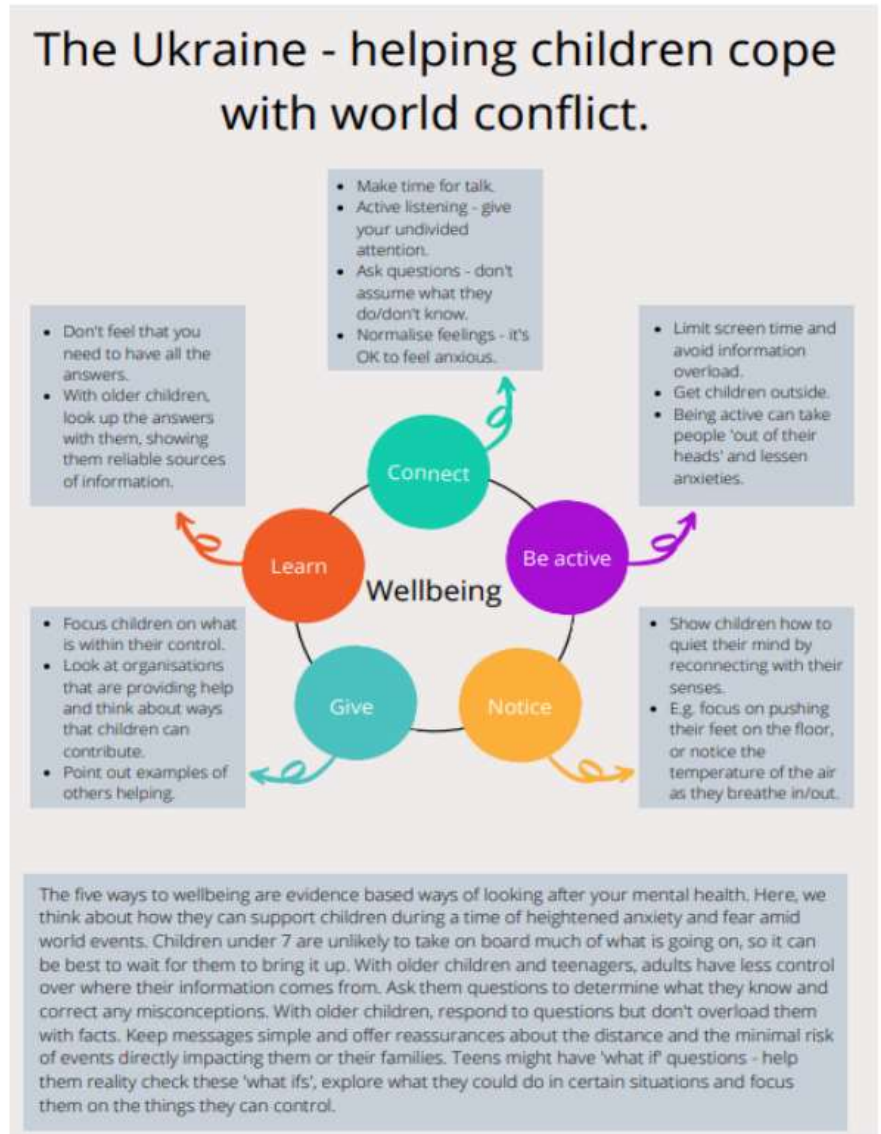 The Ukraine - helping children cope
with world conflict.
• Make time for talk.
• Active listening - give
your undivided
attention.
• Ask questions - don't
assume what they
do/don't know.
• Normalise feelings - it's
OK to feel anxious.
• Don't feel that you
need to have all the
answers.
• With older children,
look up the answers
with them, showing
them reliable sources
of information.
• Limit screen time and
avoid information
overload.
• Get children outside.
• Being active can take
people 'out of their
heads' and lessen
anxieties.
Connect
Learn
Be active
Wellbeing
Give
Notice
• Focus children on what
is within their control.
• Look at organisations
that are providing help
and think about ways
that children can
contribute.
• Point out examples of
others helping.
• Show children how to
quiet their mind by
reconnecting with their
senses.
• E.g. focus on pushing
their feet on the floor,
or notice the
temperature of the air
as they breathe in/out.
The five ways to wellbeing are evidence based ways of looking after your mental health. Here, we
think about how they can support children during a time of heightened anxiety and fear amid
world events. Children under 7 are unlikely to take on board much of what is going on, so it can
be best to wait for them to bring it up. With older children and teenagers, adults have less control
over where their information comes from. Ask them questions to determine what they know and
correct any misconceptions. With older children, respond to questions but don't overload them
with facts. Keep messages simple and offer reassurances about the distance and the minimal risk
of events directly impacting them or their families. Teens might have 'what if' questions - help
them reality check these 'what ifs', explore what they could do in certain situations and focus
them on the things they can control.